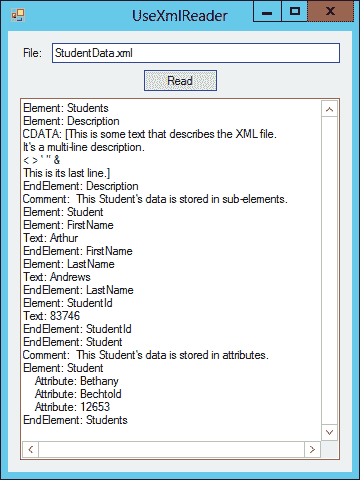 UseXmlReader
File: StudentData.xml
Read
Element: Students
Element: Description
CDATA: [This is some text that describes the XML file.
It's a multi-line description.
< > ' " &
This is its last line.]
EndElement: Description
Comment:  This Student's data is stored in sub-elements.
Element: Student
Element: FirstName
Text: Arthur
EndElement: FirstName
Element: LastName
Text: Andrews
EndElement: LastName
Element: StudentId
Text: 83746
EndElement: StudentId
EndElement: Student
Comment:  This Student's data is stored in attributes.
Element: Student
    Attribute: Bethany
    Attribute: Bechtold
    Attribute: 12653
EndElement: Students